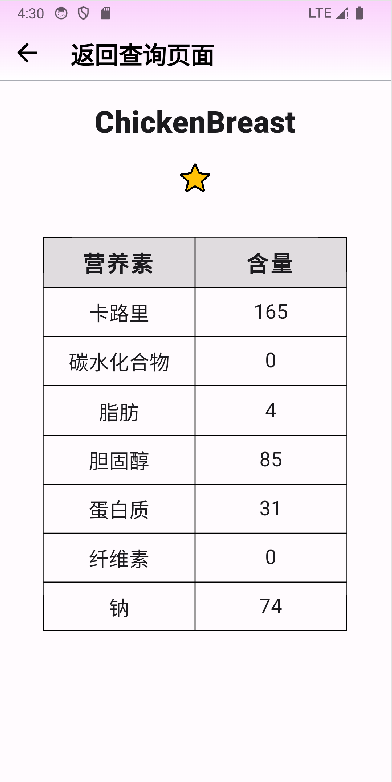 4:30
LTE
返回查询页面
ChickenBreast
营养素 含量
卡路里 165
碳水化合物 0
脂肪 4
胆固醇 85
蛋白质 31
纤维素 0
钠 74